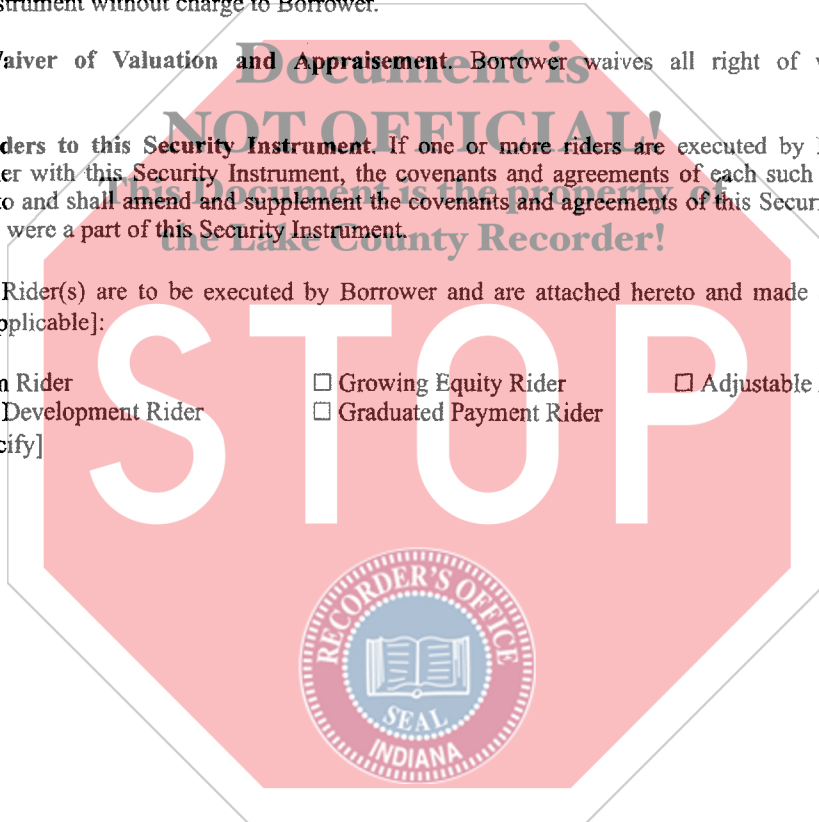 strument without charge to Borrower.
Document is
Waiver of Valuation and Appraisement. Borrower waives all right of v
NOT OFFICIAL!
ders to this Security Instrument. If one or more riders are executed by
er with this Security Instrument, the covenants and agreements of each such
This Document is the property of
to and shall amend and supplement the covenants and agreements of this Securi
were a part of this Security Instrument.
the Lake County Recorder!
Rider(s) are to be executed by Borrower and are attached hereto and made
pplicable]:
STOP
Rider ☐ Growing Equity Rider ☐ Adjustable
Development Rider ☐ Graduated Payment Rider
cify]
RECORDER'S OFFICE
SEAL
INDIANA